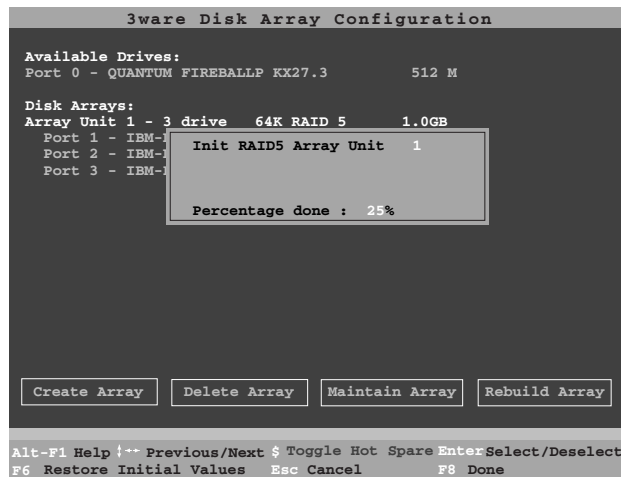 3ware Disk Array Configuration
Available Drives:
Port 0 - QUANTUM FIREBALLP KX27.3 512 M
Disk Arrays:
Array Unit 1 - 3 drive 64K RAID 5 1.0GB
Port 1 - IBM-
Port 2 - IBM-
Port 3 - IBM-
Init RAID5 Array Unit 1
Percentage done : 25%
Create Array Delete Array Maintain Array Rebuild Array
Alt-F1 Help ↕↔ Previous/Next $ Toggle Hot Spare Enter Select/Deselect
F6 Restore Initial Values Esc Cancel F8 Done